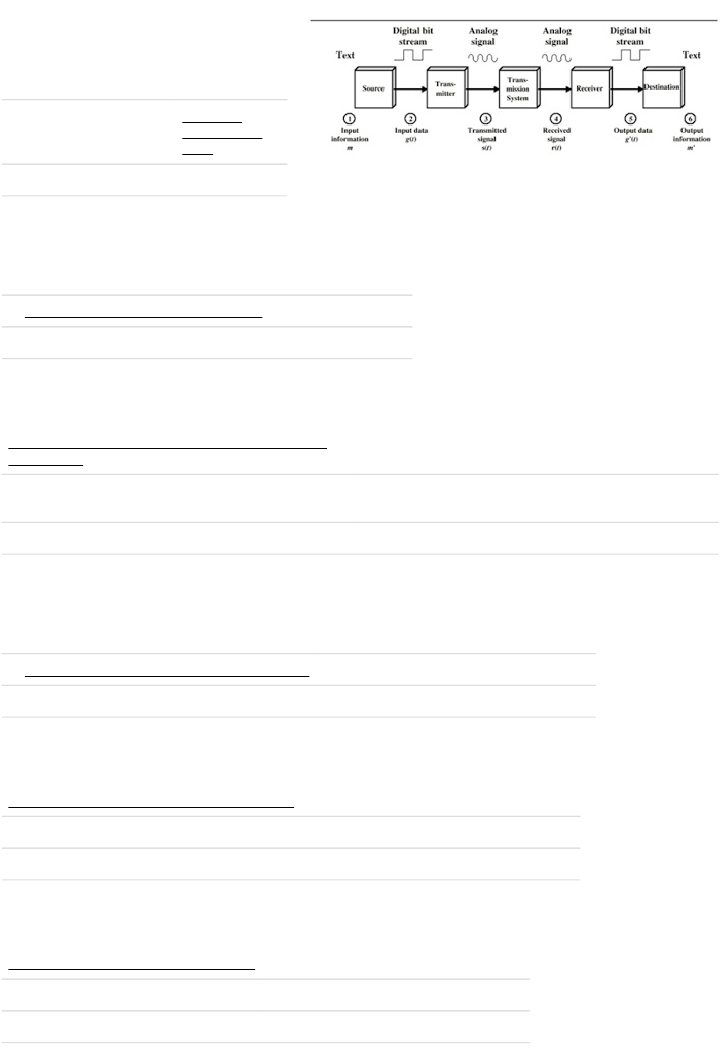 Digital bit
stream
Analog
signal
Analog
signal
Digital bit
stream
Text
Text
Source
Trans-
mitter
Trans-
mission
System
Receiver
Destination
1
2
3
4
5
6
Input
information
m
Input data
g(t)
Transmitted
signal
s(t)
Received
signal
r(t)
Output data
g'(t)
Output
information
m'